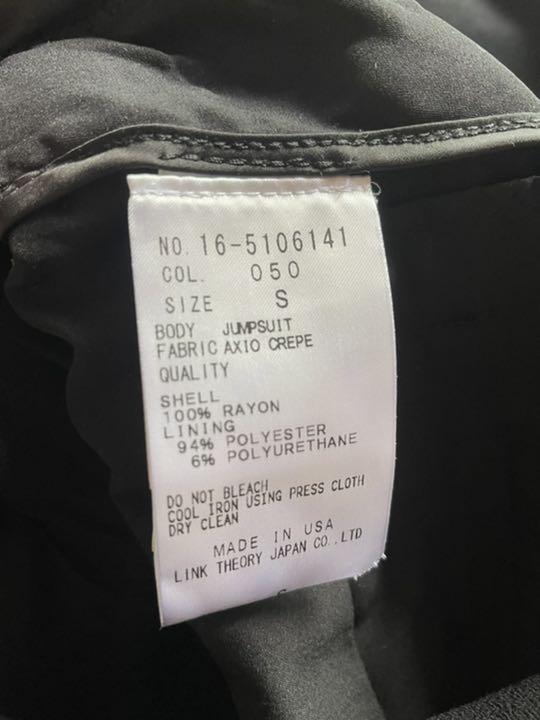 NO. 16-5106141
COL. 050
SIZE S
BODY JUMPSUIT
FABRIC AXIO CREPE
QUALITY
SHELL
100% RAYON
LINING
94% POLYESTER
6% POLYURETHANE
DO NOT BLEACH
COOL IRON USING PRESS CLOTH
DRY CLEAN
MADE IN USA
LINK THEORY JAPAN CO.,LTD